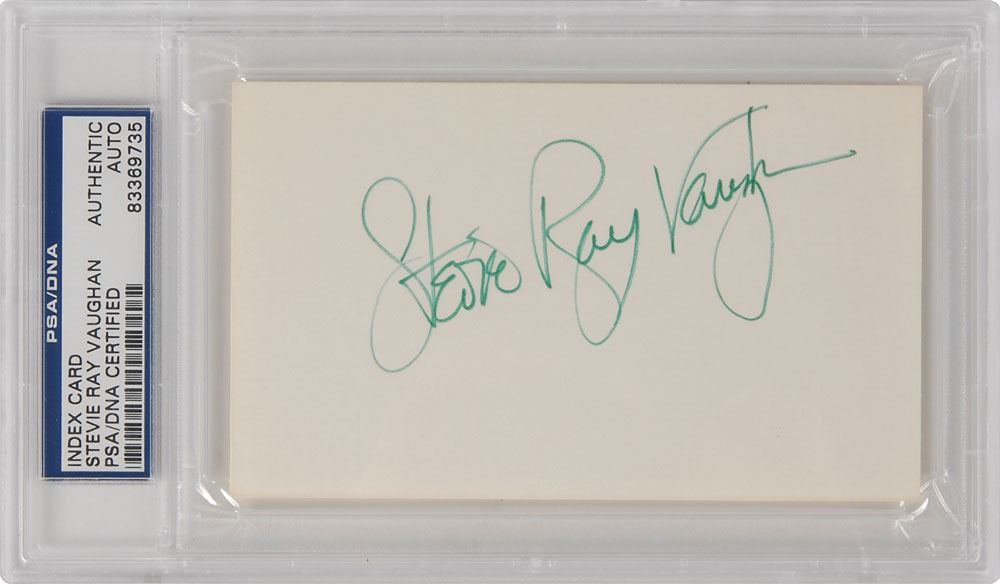 PSA/DNA
INDEX CARD
STEVIE RAY VAUGHAN
PSA/DNA CERTIFIED
AUTHENTIC
AUTO
83369735
Stevie Ray Vaughan